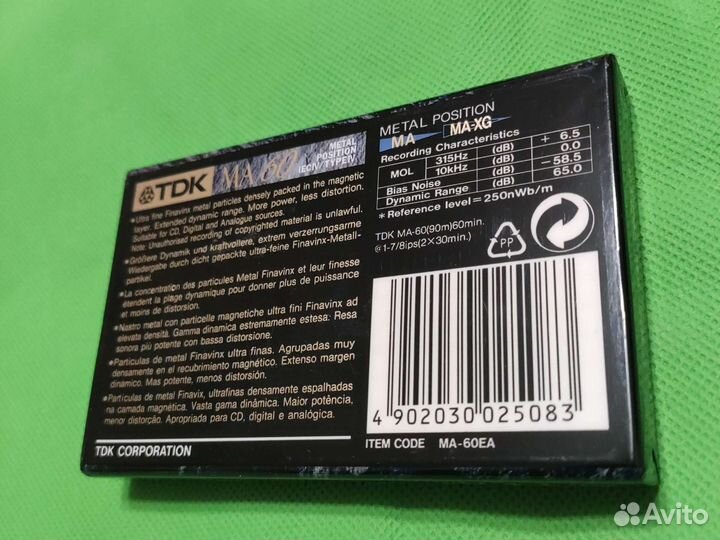 TDK
MA 60
METAL
POSITION
IECIV/TYPEIV
•Ultra fine Finavinx metal particles densely packed in the magnetic
layer. Extended dynamic range. More power, less distortion.
Suitable for CD, Digital and Analogue sources.
Note: Unauthorised recording of copyrighted material is unlawful.
•Größere Dynamik und kraftvollere, extrem verzerrungsarme
Wiedergabe durch dicht gepackte ultra-feine Finavinx-Metall-
partikel.
•La concentration des particules Metal Finavinx et leur finesse
étendent la plage dynamique pour donner plus de puissance
et moins de distorsion.
•Nastro metal con particelle magnetiche ultra fini Finavinx ad
elevata densità. Gamma dinamica estremamente estesa: Resa
sonora più potente con bassa distorsione.
•Partículas de metal Finavinx ultra finas. Agrupadas muy
densamente en el recubrimiento magnético. Extenso margen
dinámico. Mas potente, menos distorsión.
•Partículas de metal Finavix, ultrafinas densamente espalhadas
na camada magnética. Vasta gama dinâmica. Maior potência,
menor distorção. Apropriada para CD, digital e analógica.
TDK CORPORATION
METAL POSITION
MA MA-XG
Recording Characteristics
MOL 315Hz (dB) + 6.5
10kHz (dB) 0.0
Bias Noise (dB) −58.5
Dynamic Range (dB) 65.0
* Reference level=250nWb/m
TDK MA-60(90m)60min.
@1-7/8ips(2×30min.)
PP
4 902030 025083
ITEM CODE MA-60EA
Avito